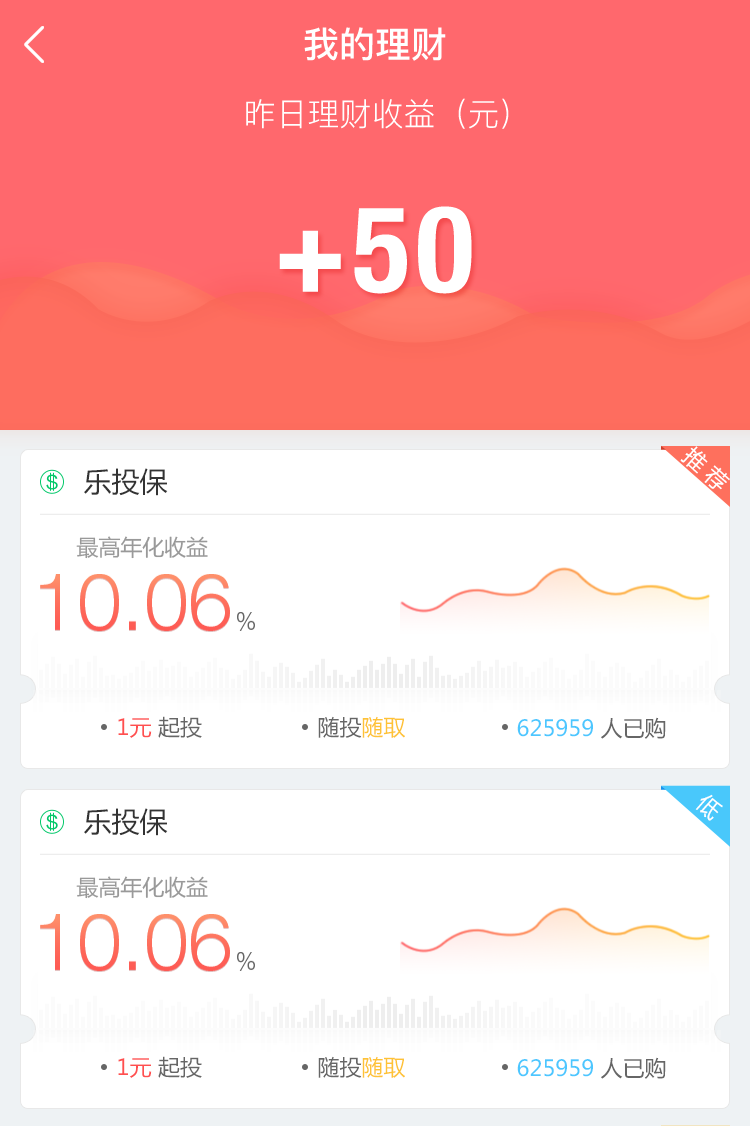 我的理财
昨日理财收益（元）
+50
$ 乐投保
推荐
最高年化收益
10.06%
• 1元 起投
• 随投随取
• 625959 人已购
$ 乐投保
低
最高年化收益
10.06%
• 1元 起投
• 随投随取
• 625959 人已购